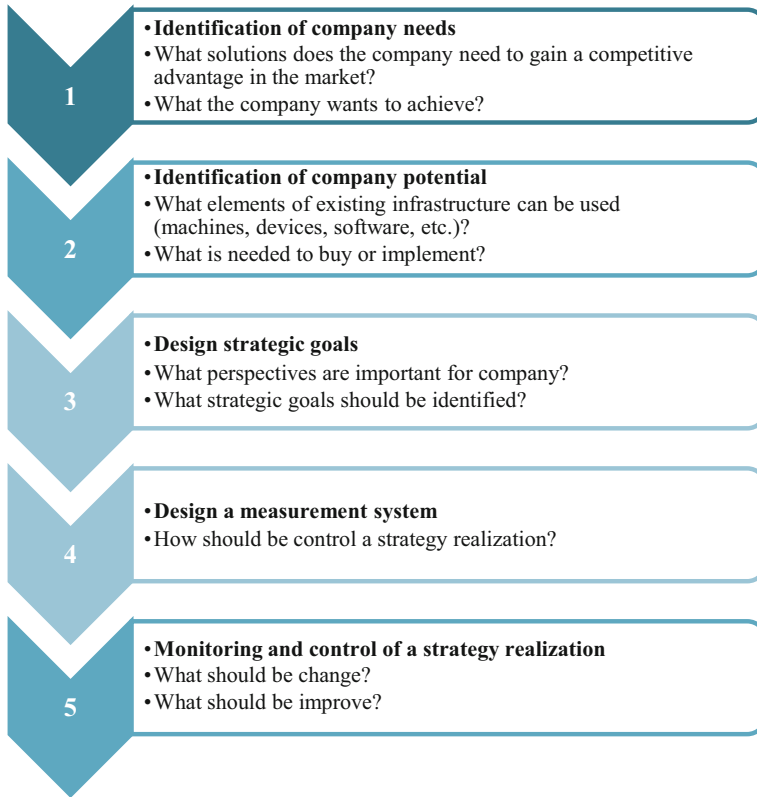 1
•Identification of company needs
•What solutions does the company need to gain a competitive
advantage in the market?
•What the company wants to achieve?
2
•Identification of company potential
•What elements of existing infrastructure can be used
(machines, devices, software, etc.)?
•What is needed to buy or implement?
3
•Design strategic goals
•What perspectives are important for company?
•What strategic goals should be identified?
4
•Design a measurement system
•How should be control a strategy realization?
5
•Monitoring and control of a strategy realization
•What should be change?
•What should be improve?